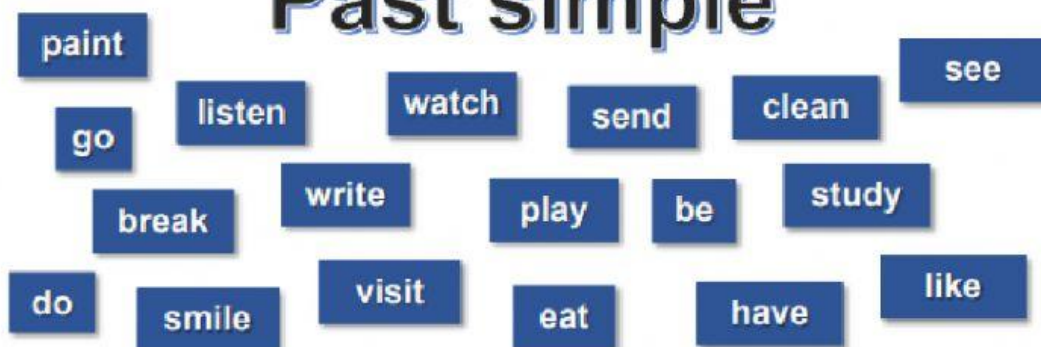 Past simple
paint
see
listen
watch
send
clean
go
break
write
play
be
study
do
smile
visit
eat
have
like